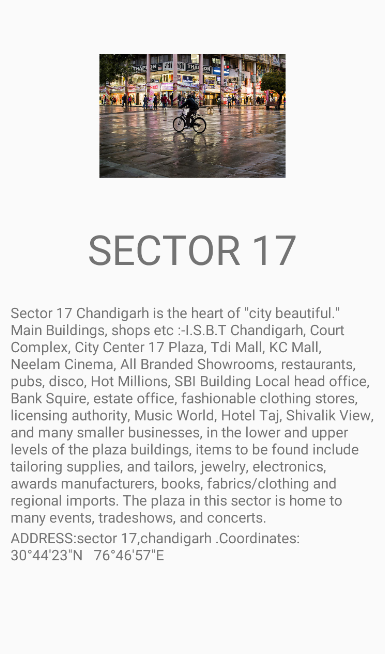 SECTOR 17
Sector 17 Chandigarh is the heart of "city beautiful."
Main Buildings, shops etc :-I.S.B.T Chandigarh, Court
Complex, City Center 17 Plaza, Tdi Mall, KC Mall,
Neelam Cinema, All Branded Showrooms, restaurants,
pubs, disco, Hot Millions, SBI Building Local head office,
Bank Squire, estate office, fashionable clothing stores,
licensing authority, Music World, Hotel Taj, Shivalik View,
and many smaller businesses, in the lower and upper
levels of the plaza buildings, items to be found include
tailoring supplies, and tailors, jewelry, electronics,
awards manufacturers, books, fabrics/clothing and
regional imports. The plaza in this sector is home to
many events, tradeshows, and concerts.
ADDRESS:sector 17,chandigarh .Coordinates:
30°44'23"N   76°46'57"E